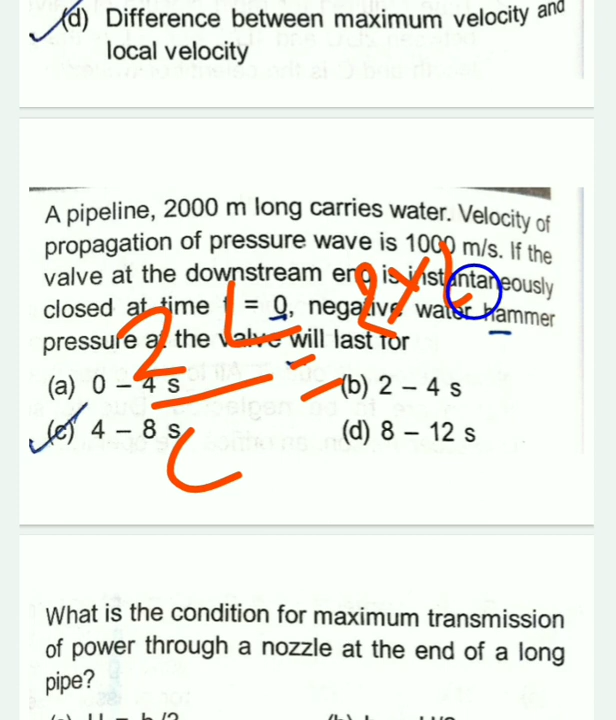 (d) Difference between maximum velocity and
local velocity
A pipeline, 2000 m long carries water. Velocity of
propagation of pressure wave is 1000 m/s. If the
valve at the downstream end is instantaneously
closed at time t = 0, negative water hammer
pressure at the valve will last for
(a) 0 – 4 s (b) 2 – 4 s
(c) 4 – 8 s (d) 8 – 12 s
2L
C
=
2×2
What is the condition for maximum transmission
of power through a nozzle at the end of a long
pipe?